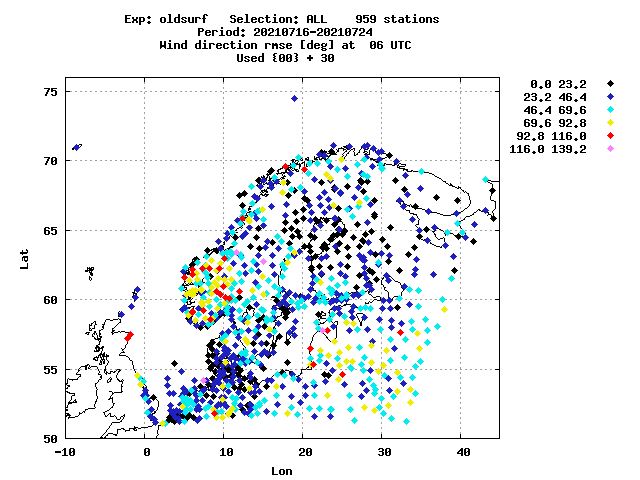 Exp: oldsurf   Selection: ALL    959 stations
Period: 20210716-20210724
Wind direction rmse [deg] at  06 UTC
Used {00} + 30
0.0 23.2
23.2 46.4
46.4 69.6
69.6 92.8
92.8 116.0
116.0 139.2
75
70
65
60
55
50
Lat
-10 0 10 20 30 40
Lon